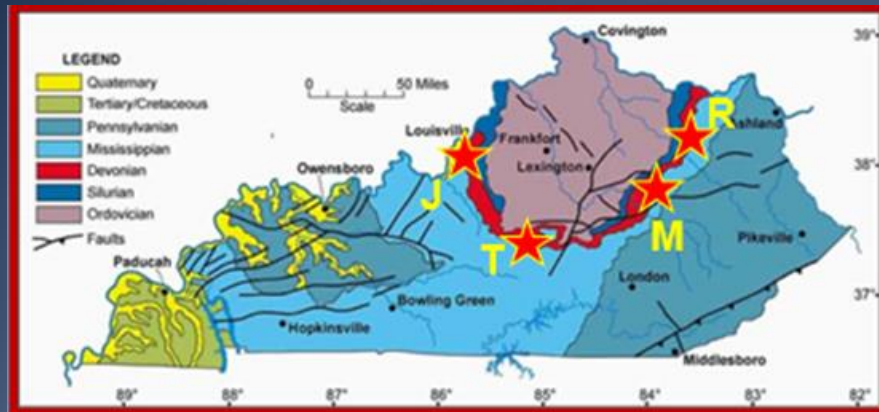 LEGEND
Quaternary
Tertiary/Cretaceous
Pennsylvanian
Mississippian
Devonian
Silurian
Ordovician
Faults
0 50 Miles
Scale
Covington
39°
Louisville
Frankfort
Lexington
R
Ashland
38°
Owensboro
J
M
T
Pikeville
Paducah
London
Bowling Green
37°
Hopkinsville
Middlesboro
89° 88° 87° 86° 85° 84° 83° 82°